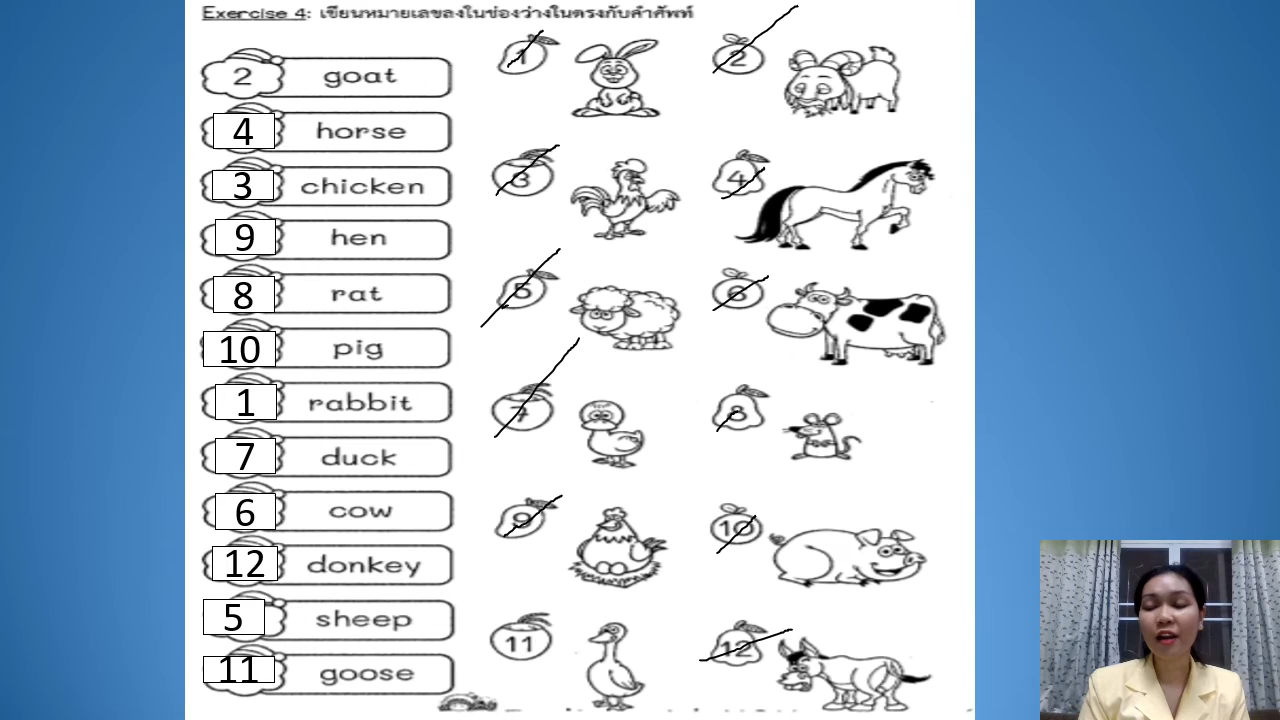 Exercise 4: เขียนหมายเลขลงในช่องว่างในตรงกับคำศัพท์
2 goat
4 horse
3 chicken
9 hen
8 rat
10 pig
1 rabbit
7 duck
6 cow
12 donkey
5 sheep
11 goose
1 2
3 4
5 6
7 8
9 10
11 12